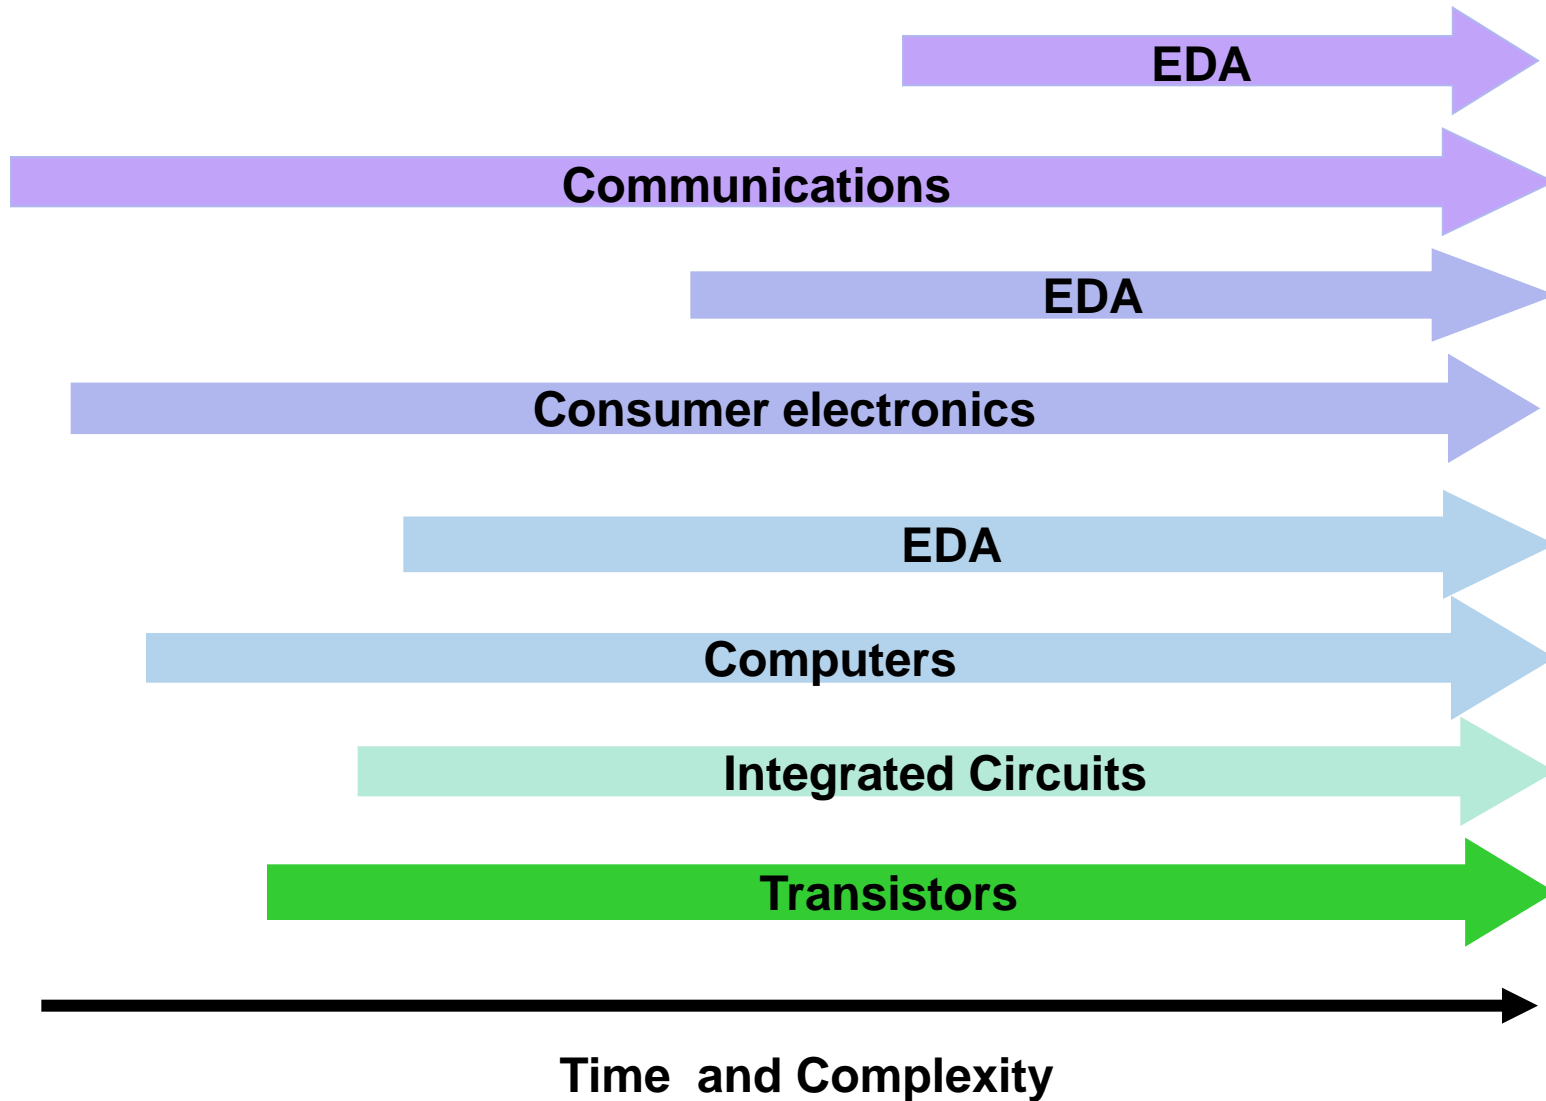 EDA
Communications
EDA
Consumer electronics
EDA
Computers
Integrated Circuits
Transistors
Time and Complexity